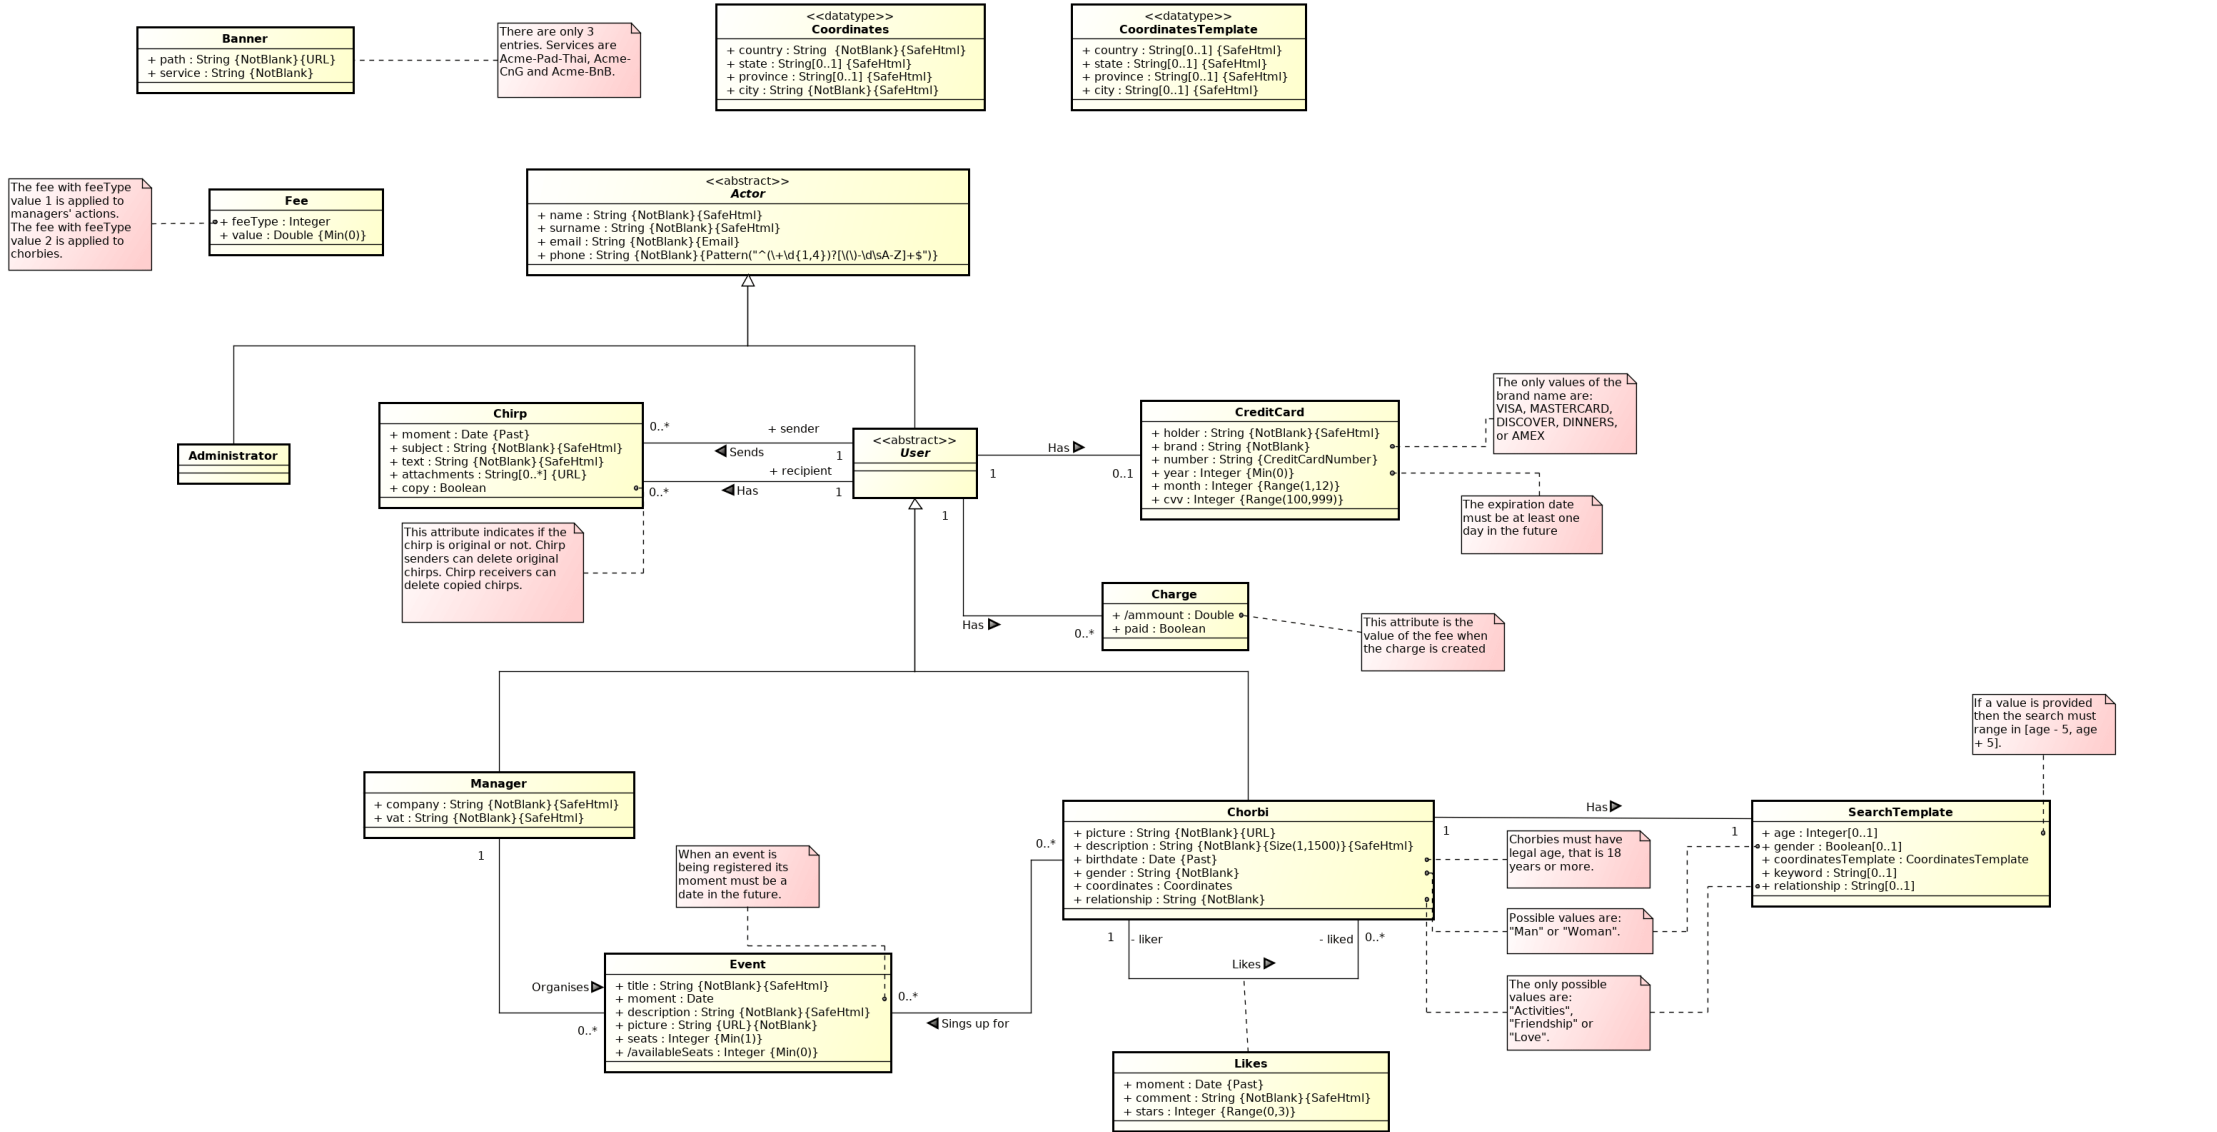 Banner
+ path : String {NotBlank}{URL}
+ service : String {NotBlank}
There are only 3
entries. Services are
Acme-Pad-Thai, Acme-
CnG and Acme-BnB.
<<datatype>>
Coordinates
+ country : String  {NotBlank}{SafeHtml}
+ state : String[0..1] {SafeHtml}
+ province : String[0..1] {SafeHtml}
+ city : String {NotBlank}{SafeHtml}
<<datatype>>
CoordinatesTemplate
+ country : String[0..1] {SafeHtml}
+ state : String[0..1] {SafeHtml}
+ province : String[0..1] {SafeHtml}
+ city : String[0..1] {SafeHtml}
The fee with feeType
value 1 is applied to
managers' actions.
The fee with feeType
value 2 is applied to
chorbies.
Fee
+ feeType : Integer
+ value : Double {Min(0)}
<<abstract>>
Actor
+ name : String {NotBlank}{SafeHtml}
+ surname : String {NotBlank}{SafeHtml}
+ email : String {NotBlank}{Email}
+ phone : String {NotBlank}{Pattern("^(\+\d{1,4})?[\(\)-\d\sA-Z]+$")}
Administrator
Chirp
+ moment : Date {Past}
+ subject : String {NotBlank}{SafeHtml}
+ text : String {NotBlank}{SafeHtml}
+ attachments : String[0..*] {URL}
+ copy : Boolean
0..*
+ sender
Sends
1
+ recipient
0..*
Has
1
This attribute indicates if the
chirp is original or not. Chirp
senders can delete original
chirps. Chirp receivers can
delete copied chirps.
<<abstract>>
User
Has
1
0..1
CreditCard
+ holder : String {NotBlank}{SafeHtml}
+ brand : String {NotBlank}
+ number : String {CreditCardNumber}
+ year : Integer {Min(0)}
+ month : Integer {Range(1,12)}
+ cvv : Integer {Range(100,999)}
The only values of the
brand name are:
VISA, MASTERCARD,
DISCOVER, DINNERS,
or AMEX
The expiration date
must be at least one
day in the future
1
Has
0..*
Charge
+ /ammount : Double
+ paid : Boolean
This attribute is the
value of the fee when
the charge is created
Manager
+ company : String {NotBlank}{SafeHtml}
+ vat : String {NotBlank}{SafeHtml}
1
Organises
0..*
When an event is
being registered its
moment must be a
date in the future.
Event
+ title : String {NotBlank}{SafeHtml}
+ moment : Date
+ description : String {NotBlank}{SafeHtml}
+ picture : String {URL}{NotBlank}
+ seats : Integer {Min(1)}
+ /availableSeats : Integer {Min(0)}
0..*
Sings up for
0..*
Chorbi
+ picture : String {NotBlank}{URL}
+ description : String {NotBlank}{Size(1,1500)}{SafeHtml}
+ birthdate : Date {Past}
+ gender : String {NotBlank}
+ coordinates : Coordinates
+ relationship : String {NotBlank}
1
- liker
- liked
0..*
Likes
Likes
+ moment : Date {Past}
+ comment : String {NotBlank}{SafeHtml}
+ stars : Integer {Range(0,3)}
Has
1
1
Chorbies must have
legal age, that is 18
years or more.
Possible values are:
"Man" or "Woman".
The only possible
values are:
"Activities",
"Friendship" or
"Love".
If a value is provided
then the search must
range in [age - 5, age
+ 5].
SearchTemplate
+ age : Integer[0..1]
+ gender : Boolean[0..1]
+ coordinatesTemplate : CoordinatesTemplate
+ keyword : String[0..1]
+ relationship : String[0..1]